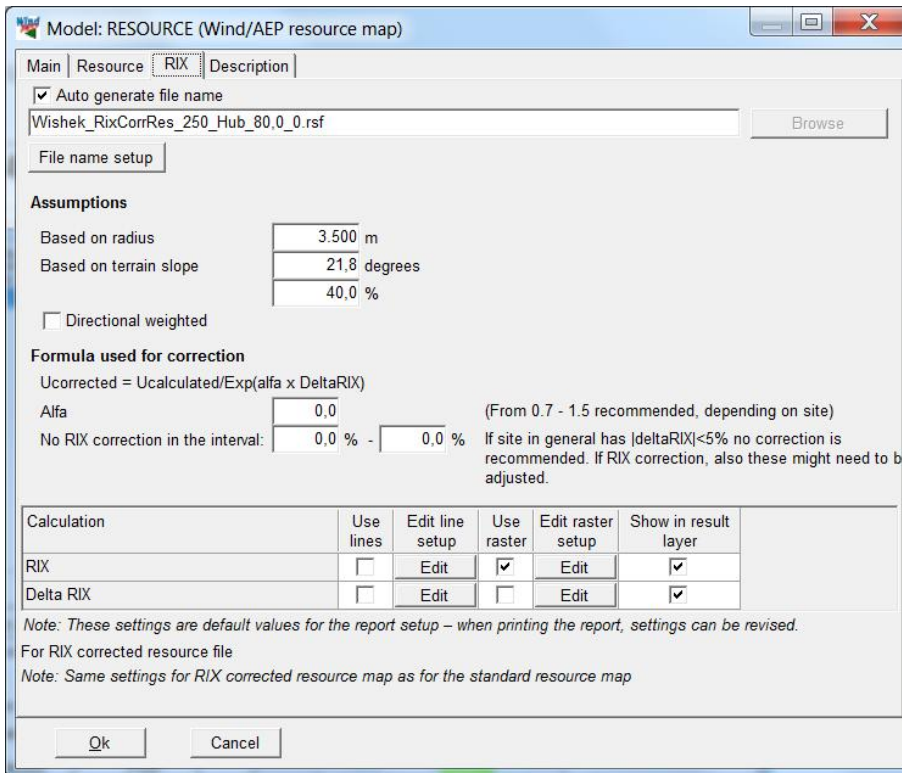 Wind
Model: RESOURCE (Wind/AEP resource map)
X
Main Resource RIX Description
Auto generate file name
Wishek_RixCorrRes_250_Hub_80,0_0.rsf Browse
File name setup
Assumptions
Based on radius 3.500 m
Based on terrain slope 21,8 degrees
40,0 %
Directional weighted
Formula used for correction
Ucorrected = Ucalculated/Exp(alfa x DeltaRIX)
Alfa 0,0 (From 0.7 - 1.5 recommended, depending on site)
No RIX correction in the interval: 0,0 % - 0,0 % If site in general has |deltaRIX|<5% no correction is
recommended. If RIX correction, also these might need to b
adjusted.
Calculation Use Edit line Use Edit raster Show in result
lines setup raster setup layer
RIX Edit Edit
Delta RIX Edit Edit
Note: These settings are default values for the report setup – when printing the report, settings can be revised.
For RIX corrected resource file
Note: Same settings for RIX corrected resource map as for the standard resource map
Ok Cancel